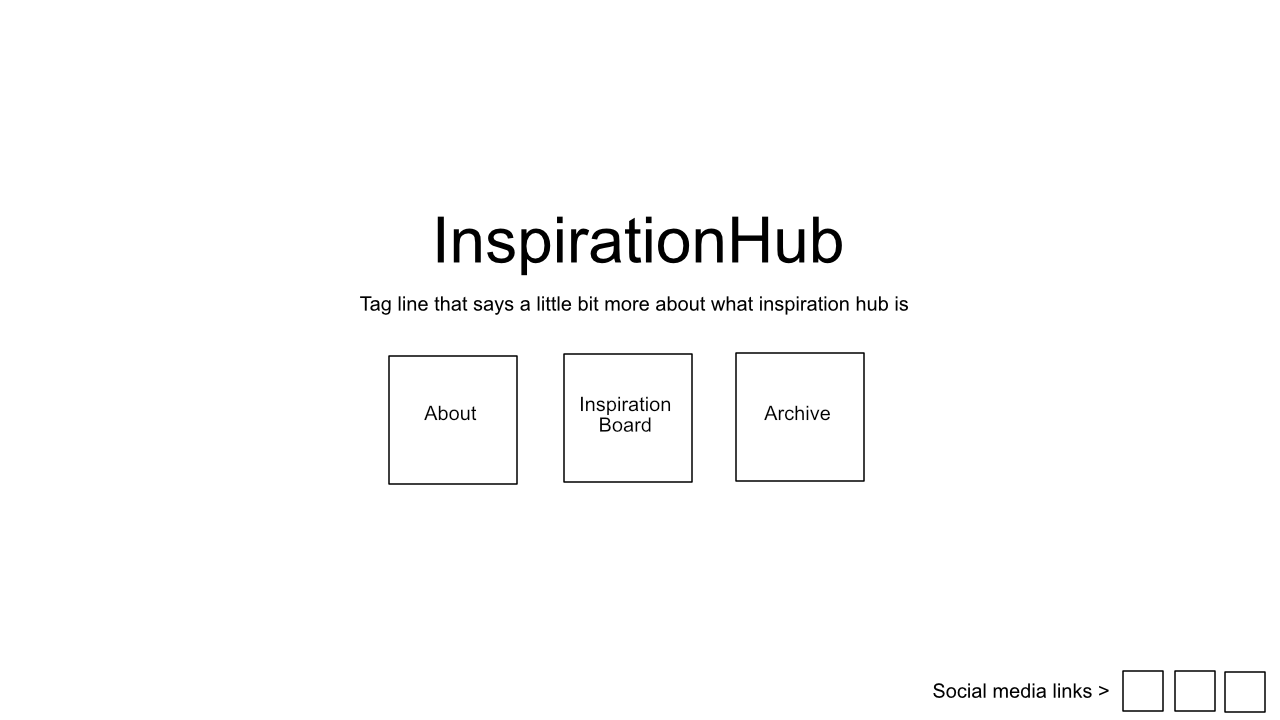 InspirationHub
Tag line that says a little bit more about what inspiration hub is
About
Inspiration
Board
Archive
Social media links >